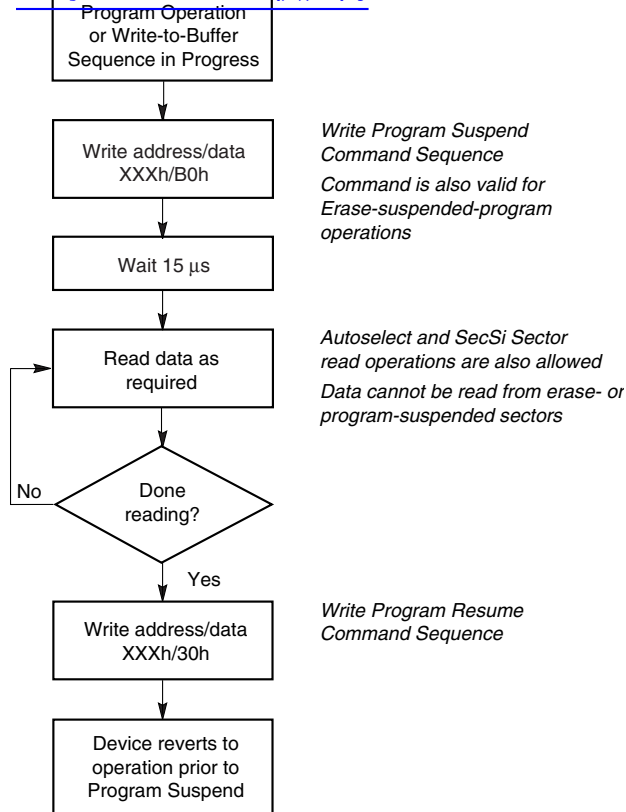 Program Operation
or Write-to-Buffer
Sequence in Progress
Write address/data
XXXh/B0h
Write Program Suspend
Command Sequence
Command is also valid for
Erase-suspended-program
operations
Wait 15 μs
Read data as
required
Autoselect and SecSi Sector
read operations are also allowed
Data cannot be read from erase- or
program-suspended sectors
Done
reading?
No
Yes
Write address/data
XXXh/30h
Write Program Resume
Command Sequence
Device reverts to
operation prior to
Program Suspend